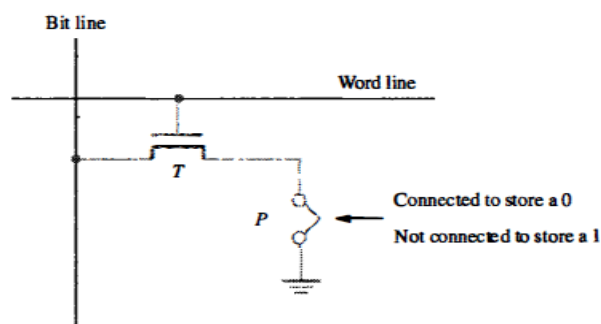 Bit line
Word line
T
P
Connected to store a 0
Not connected to store a 1